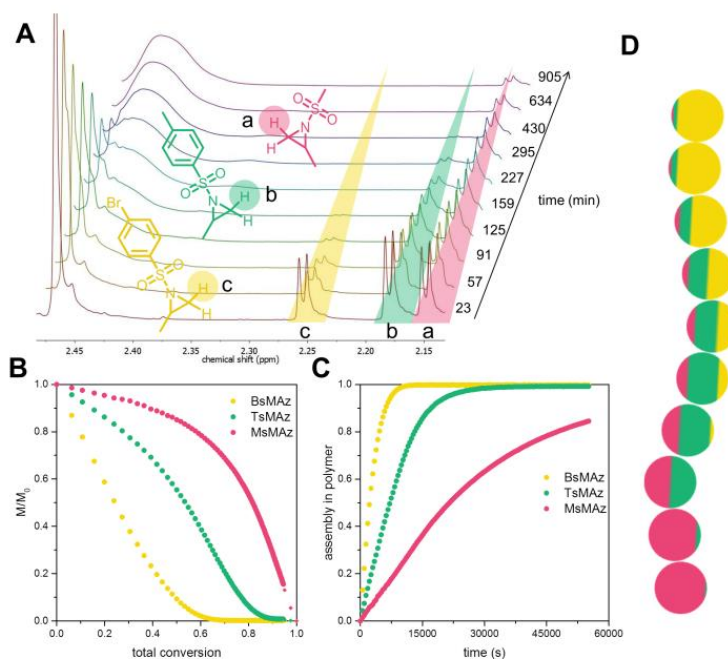 A
D
O
O
S
N
H
H
a
O
S
O
N
H
H
b
Br
O
S
O
N
H
H
c
905
634
430
295
227
159
125
91
57
23
time (min)
c
b
a
2.45
2.40
2.35
2.30
2.25
2.20
2.15
chemical shift (ppm)
B
M/M₀
1.0
0.8
0.6
0.4
0.2
0.0
BsMAz
TsMAz
MsMAz
0.0
0.2
0.4
0.6
0.8
1.0
total conversion
C
assembly in polymer
1.0
0.8
0.6
0.4
0.2
0.0
BsMAz
TsMAz
MsMAz
0
15000
30000
45000
60000
time (s)